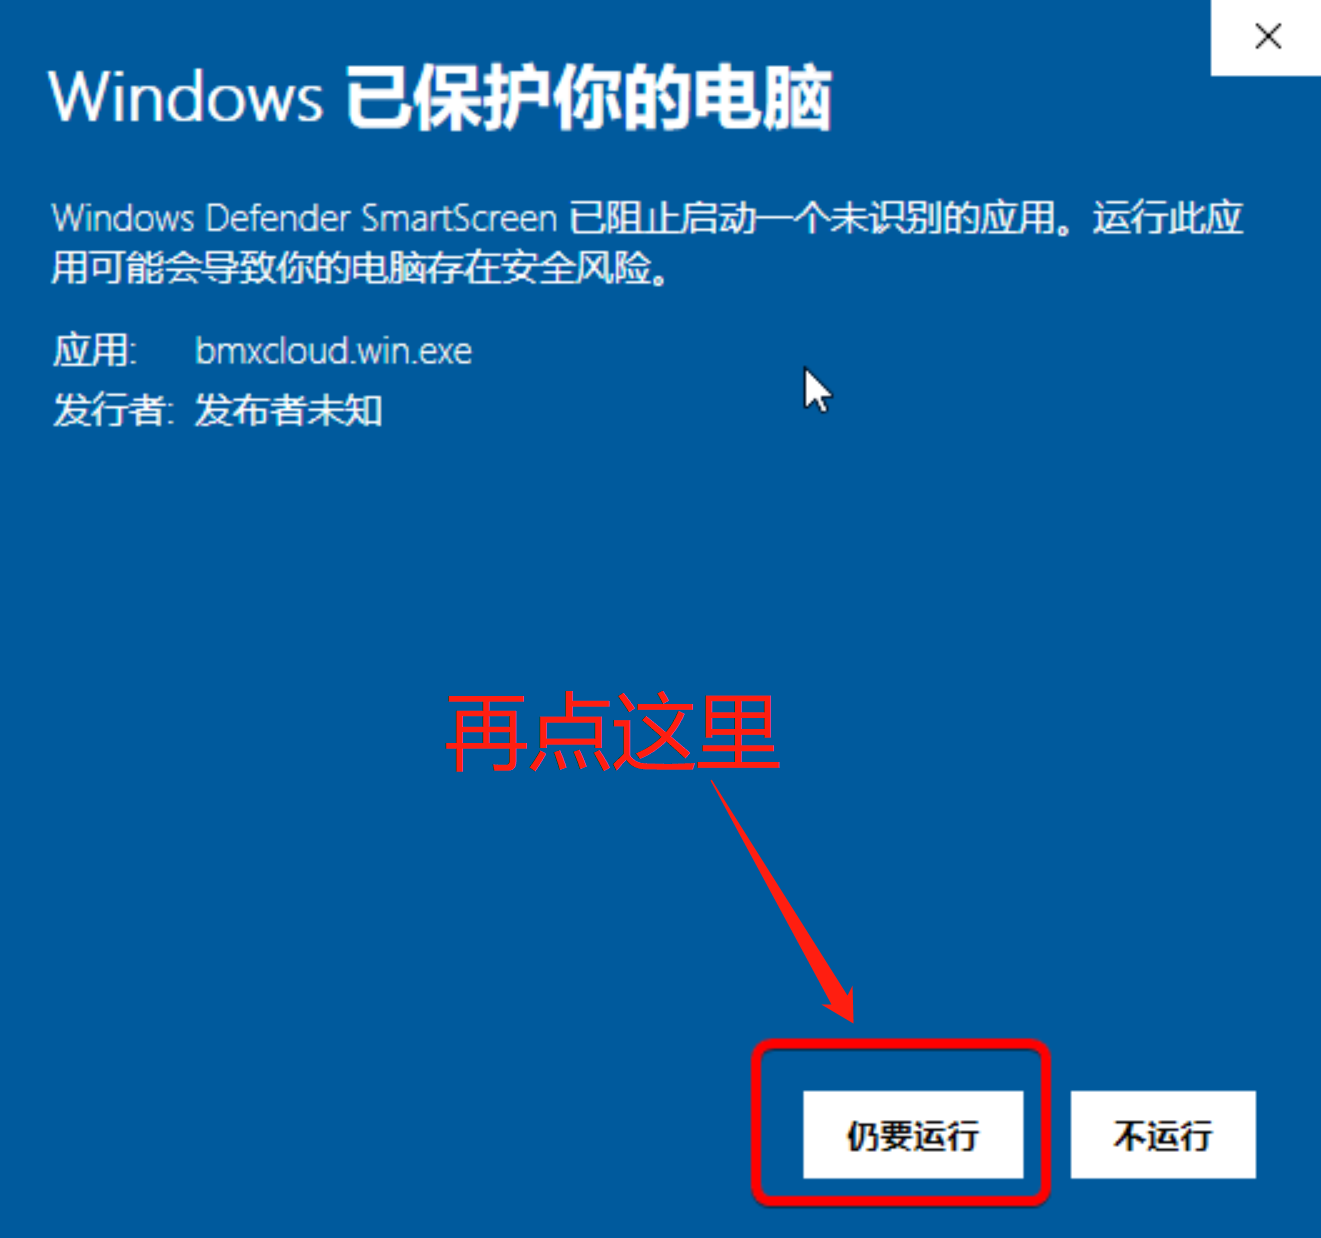 Windows 已保护你的电脑
Windows Defender SmartScreen 已阻止启动一个未识别的应用。运行此应
用可能会导致你的电脑存在安全风险。
应用: bmxcloud.win.exe
发行者: 发布者未知
再点这里
仍要运行 不运行